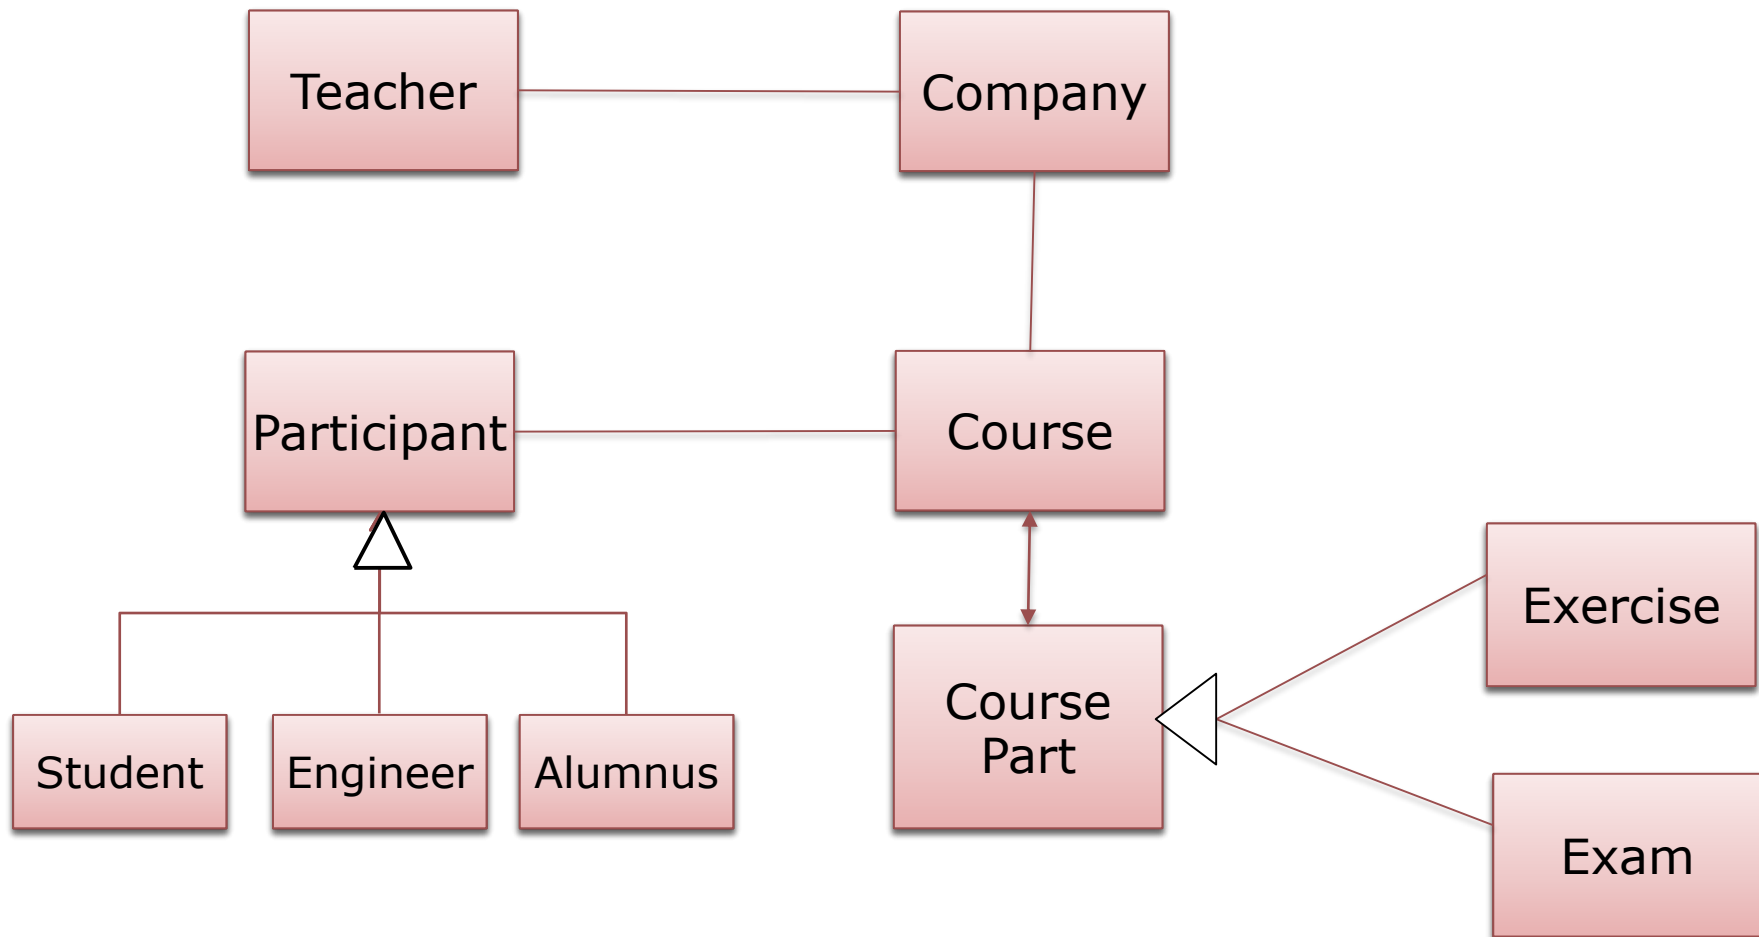 Teacher
Company
Participant
Course
Exercise
Course
Part
Student
Engineer
Alumnus
Exam